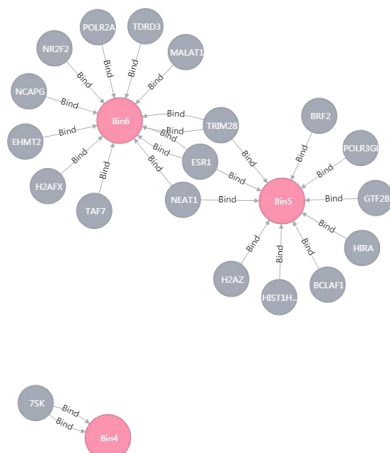 POLR2A
TDRD3
NR2F2
MALAT1
Bind
Bind
Bind
Bind
NCAPG
Bind
Bind
Bin6
TRIM28
BRF2
Bind
EHMT2
Bind
Bind
POLR3GL
Bind
Bind
ESR1
Bind
Bind
H2AFX
Bind
Bind
Bind
Bind
TAF7
NEAT1
Bind
Bin5
Bind
GTF2B
Bind
HIRA
Bind
Bind
Bind
H2AZ
HIST1H..
BCLAF1
7SK
Bind
Bind
Bin4